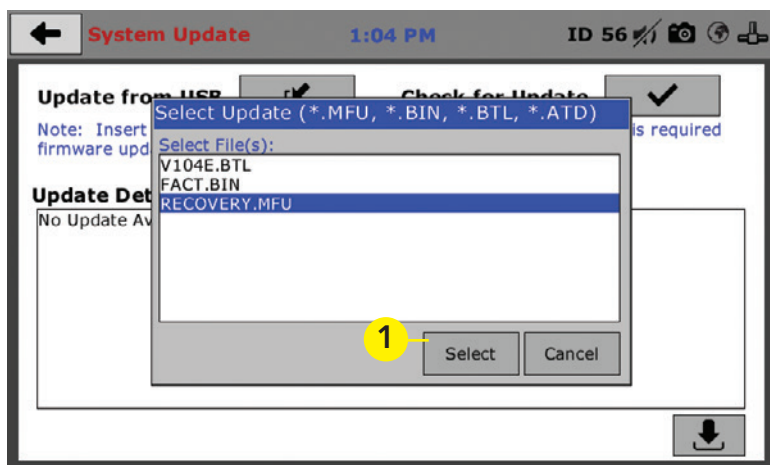 System Update 1:04 PM ID 56
Update from USB Check for Update
Select Update (*.MFU, *.BIN, *.BTL, *.ATD)
Note: Insert is required
firmware upd
Select File(s):
V104E.BTL
FACT.BIN
RECOVERY.MFU
Update Det
No Update Av
1
Select Cancel